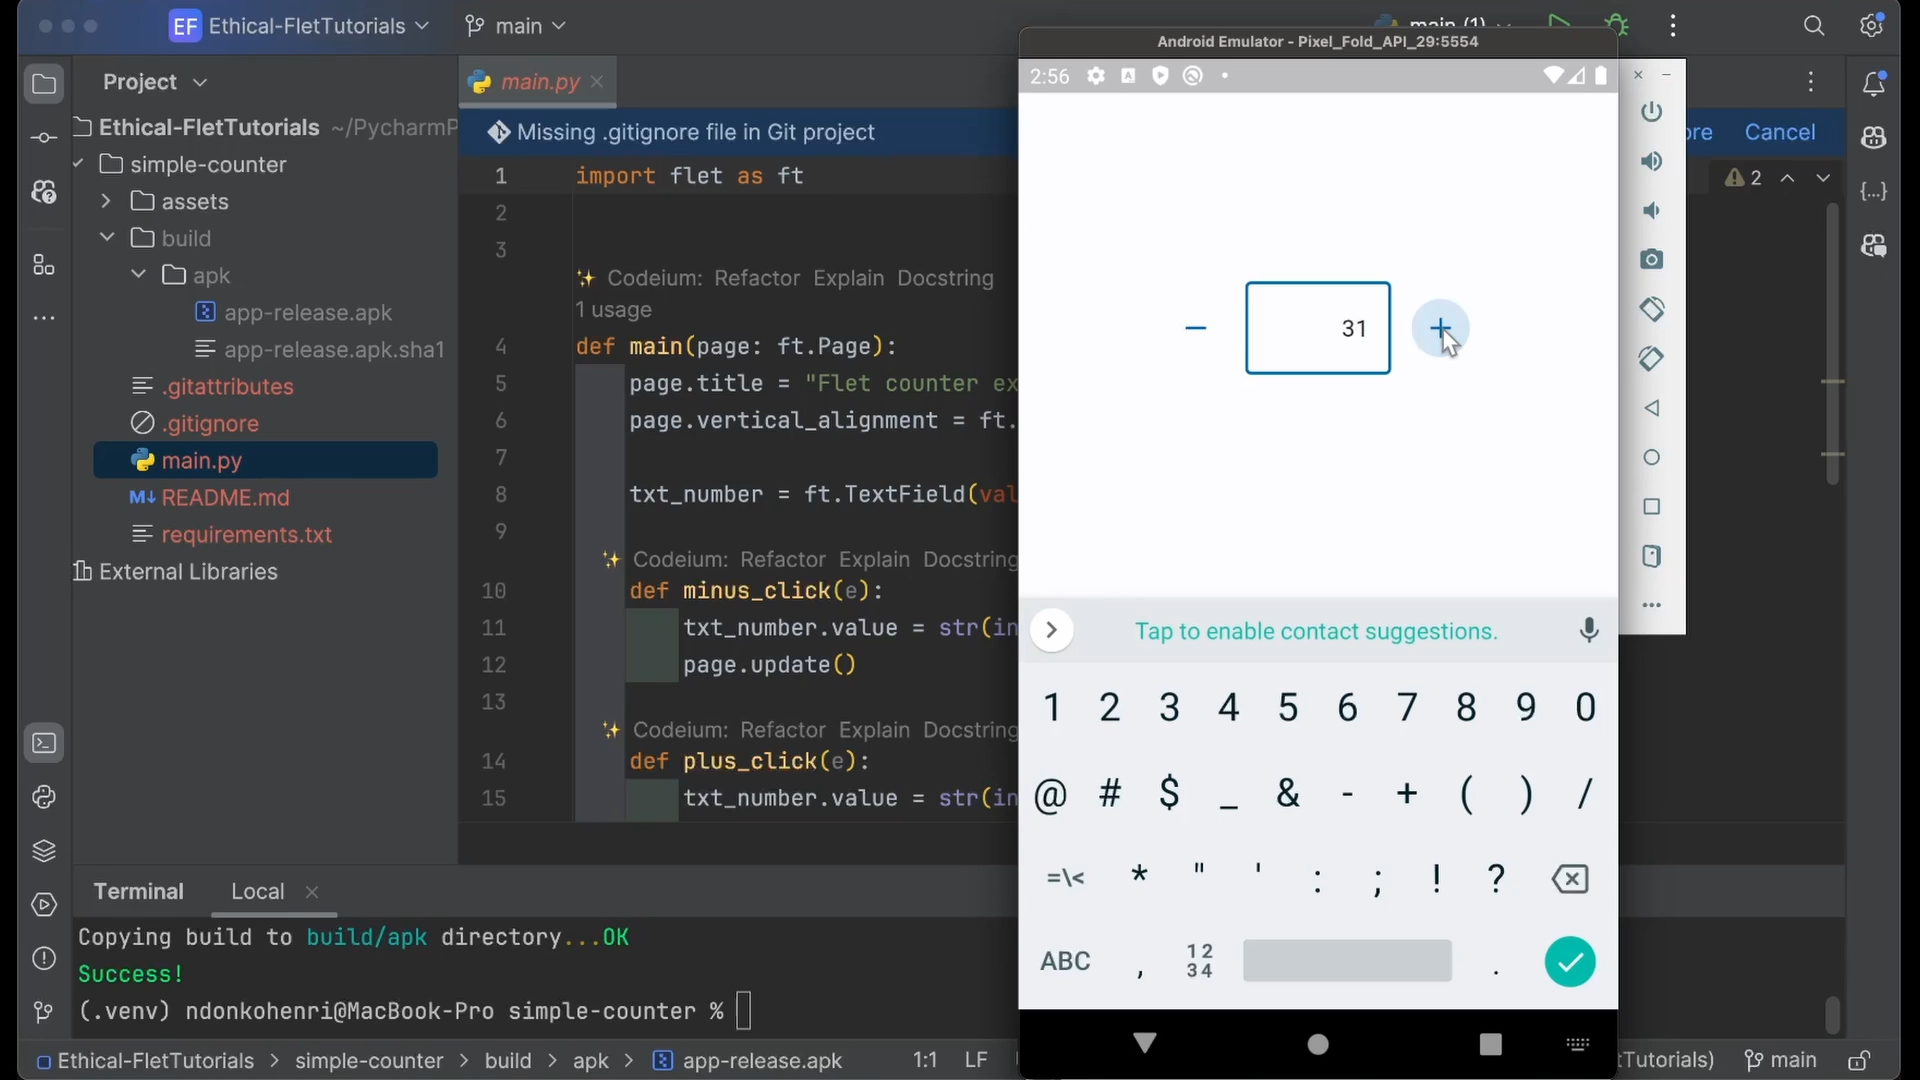 EF Ethical-FletTutorials
main
main (1)
Project
main.py
Ethical-FletTutorials ~/PycharmP
simple-counter
assets
build
apk
app-release.apk
app-release.apk.sha1
.gitattributes
.gitignore
main.py
README.md
requirements.txt
External Libraries
Missing .gitignore file in Git project
Cancel
2
1 import flet as ft
2
3
Codeium: Refactor Explain Docstring
1 usage
4 def main(page: ft.Page):
5 page.title = "Flet counter ex
6 page.vertical_alignment = ft.
7
8 txt_number = ft.TextField(val
9
Codeium: Refactor Explain Docstring
10 def minus_click(e):
11 txt_number.value = str(in
12 page.update()
13
Codeium: Refactor Explain Docstring
14 def plus_click(e):
15 txt_number.value = str(in
Android Emulator - Pixel_Fold_API_29:5554
2:56
− 31 +
Tap to enable contact suggestions.
1 2 3 4 5 6 7 8 9 0
@ # $ _ & - + ( ) /
=\< * " ' : ; ! ?
ABC , 12 34 .
Terminal Local
Copying build to build/apk directory...OK
Success!
(.venv) ndonkohenri@MacBook-Pro simple-counter %
Ethical-FletTutorials > simple-counter > build > apk > app-release.apk
1:1 LF
tTutorials) main